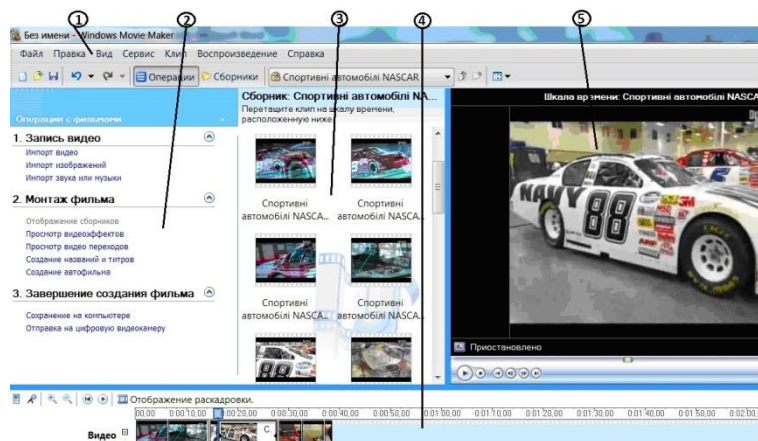 1 2 3 4 5
Без имени - Windows Movie Maker
Файл Правка Вид Сервис Клип Воспроизведение Справка
Операции Сборники Спортивні автомобілі NASCAR
Операции с фильмами
1. Запись видео
Импорт видео
Импорт изображений
Импорт звука или музыки
2. Монтаж фильма
Отображение сборников
Просмотр видеоэффектов
Просмотр видео переходов
Создание названий и титров
Создание автофильма
3. Завершение создания фильма
Сохранение на компьютере
Отправка на цифровую видеокамеру
Сборник: Спортивні автомобілі NA...
Перетащите клип на шкалу времени,
расположенную ниже.
Спортивні Спортивні
автомобілі NASCA... автомобілі NASCA...
Спортивні Спортивні
автомобілі NASCA... автомобілі NASCA...
Шкала времени: Спортивні автомобілі NASCA
NAVY 88
Приостановлено
Отображение раскадровки.
00,00 0:00:10,00 0:00:20,00 0:00:30,00 0:00:40,00 0:00:50,00 0:01:00,00 0:01:10,00 0:01:20,00 0:01:30,00 0:01:40,00 0:01:50,00 0:02:00,
Видео С.